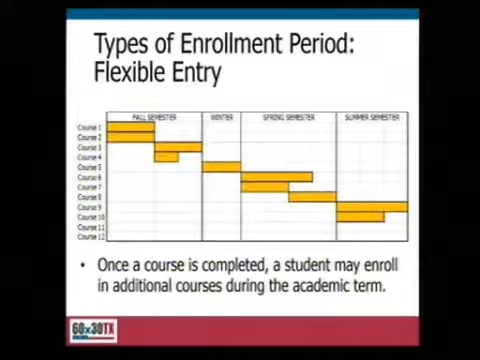 Types of Enrollment Period:
Flexible Entry
FALL SEMESTER WINTER SPRING SEMESTER SUMMER SEMESTER
Course 1
Course 2
Course 3
Course 4
Course 5
Course 6
Course 7
Course 8
Course 9
Course 10
Course 11
Course 12
• Once a course is completed, a student may enroll
in additional courses during the academic term.
60x30TX